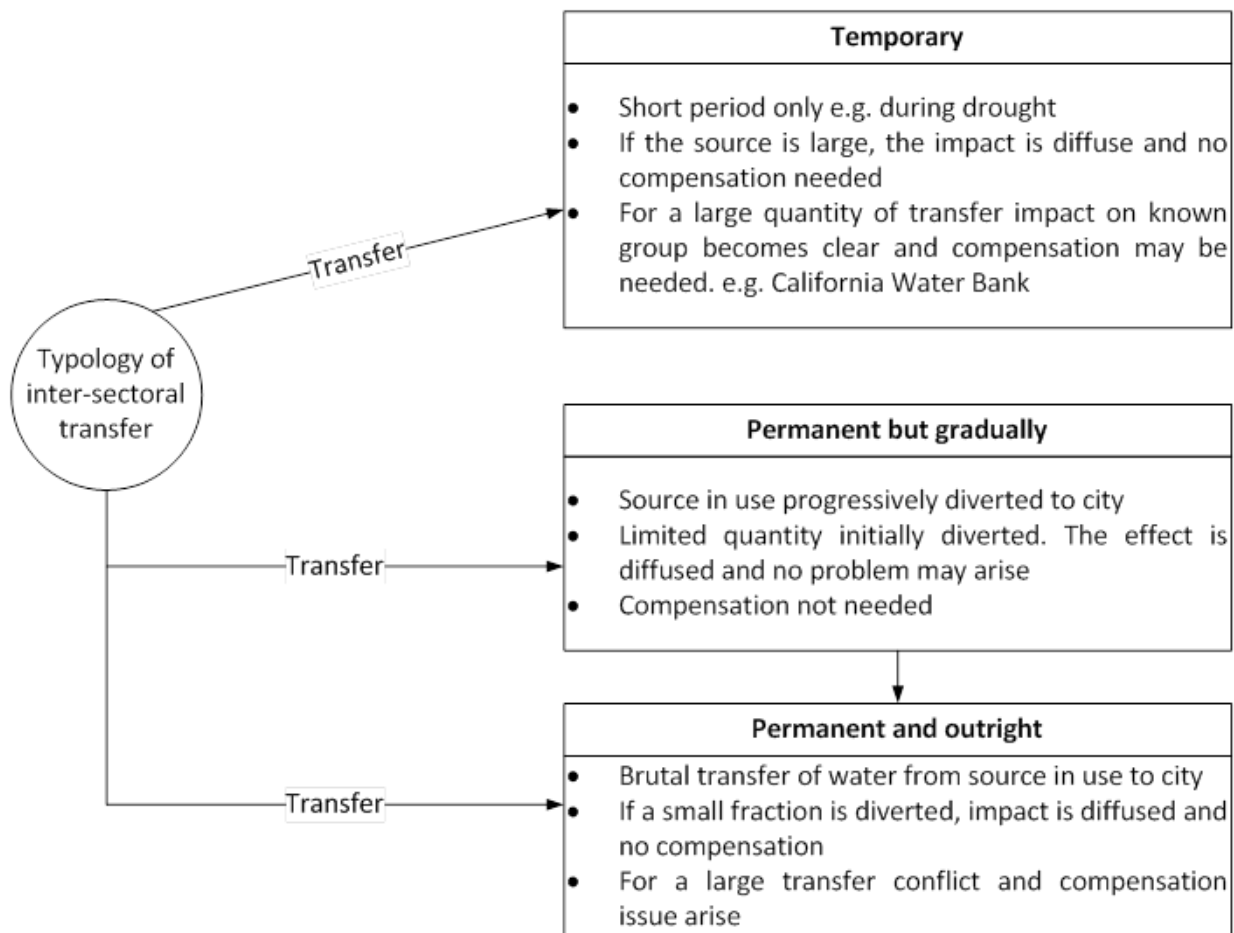 Temporary
• Short period only e.g. during drought
• If the source is large, the impact is diffuse and no
compensation needed
• For a large quantity of transfer impact on known
group becomes clear and compensation may be
needed. e.g. California Water Bank
Transfer
Typology of
inter-sectoral
transfer
Permanent but gradually
• Source in use progressively diverted to city
• Limited quantity initially diverted. The effect is
diffused and no problem may arise
• Compensation not needed
Transfer
Permanent and outright
• Brutal transfer of water from source in use to city
• If a small fraction is diverted, impact is diffused and
no compensation
• For a large transfer conflict and compensation
issue arise
Transfer